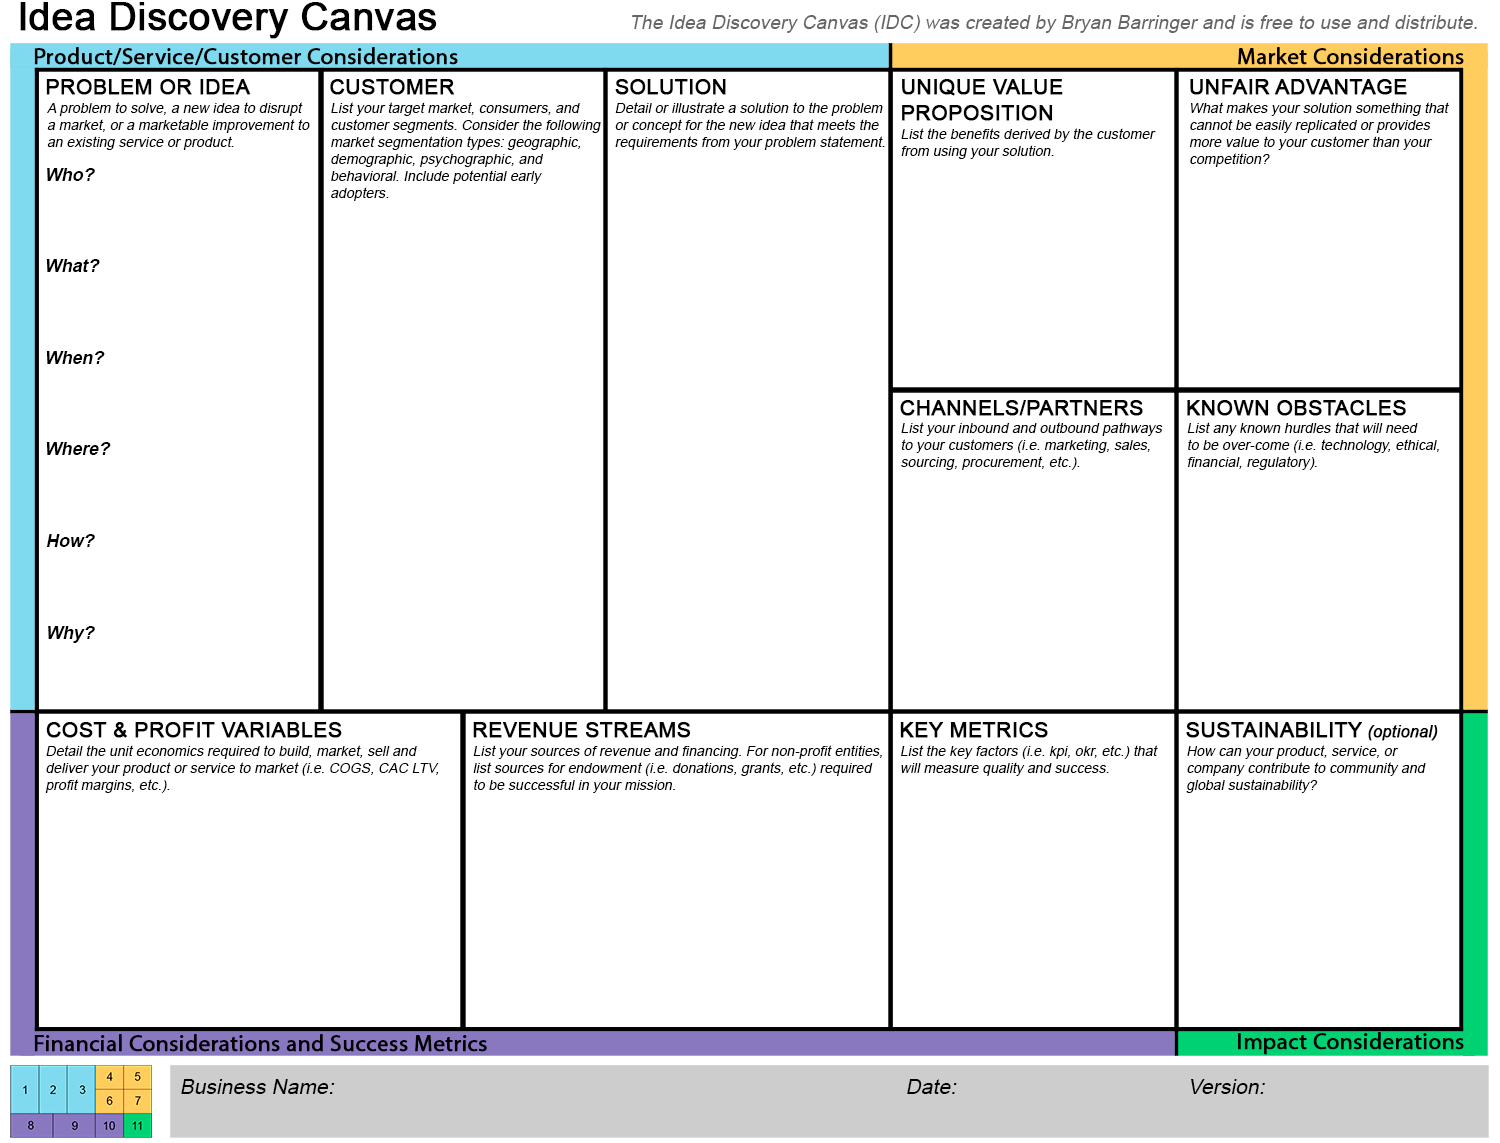 Idea Discovery Canvas
The Idea Discovery Canvas (IDC) was created by Bryan Barringer and is free to use and distribute.
Product/Service/Customer Considerations
Market Considerations
PROBLEM OR IDEA
A problem to solve, a new idea to disrupt
a market, or a marketable improvement to
an existing service or product.
Who?
What?
When?
Where?
How?
Why?
CUSTOMER
List your target market, consumers, and
customer segments. Consider the following
market segmentation types: geographic,
demographic, psychographic, and
behavioral. Include potential early
adopters.
SOLUTION
Detail or illustrate a solution to the problem
or concept for the new idea that meets the
requirements from your problem statement.
UNIQUE VALUE
PROPOSITION
List the benefits derived by the customer
from using your solution.
UNFAIR ADVANTAGE
What makes your solution something that
cannot be easily replicated or provides
more value to your customer than your
competition?
CHANNELS/PARTNERS
List your inbound and outbound pathways
to your customers (i.e. marketing, sales,
sourcing, procurement, etc.).
KNOWN OBSTACLES
List any known hurdles that will need
to be over-come (i.e. technology, ethical,
financial, regulatory).
COST & PROFIT VARIABLES
Detail the unit economics required to build, market, sell and
deliver your product or service to market (i.e. COGS, CAC LTV,
profit margins, etc.).
REVENUE STREAMS
List your sources of revenue and financing. For non-profit entities,
list sources for endowment (i.e. donations, grants, etc.) required
to be successful in your mission.
KEY METRICS
List the key factors (i.e. kpi, okr, etc.) that
will measure quality and success.
SUSTAINABILITY (optional)
How can your product, service, or
company contribute to community and
global sustainability?
Financial Considerations and Success Metrics
Impact Considerations
1 2 3 4 5
6 7
8 9 10 11
Business Name:
Date:
Version: